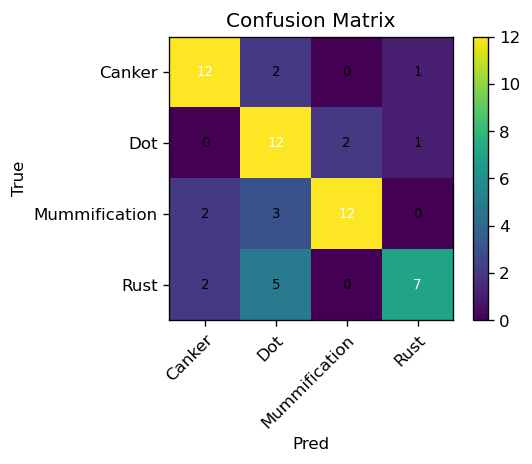 Confusion Matrix
Canker 12 2 0 1
Dot 0 12 2 1
Mummification 2 3 12 0
Rust 2 5 0 7
True
Canker Dot Mummification Rust
Pred
12
10
8
6
4
2
0